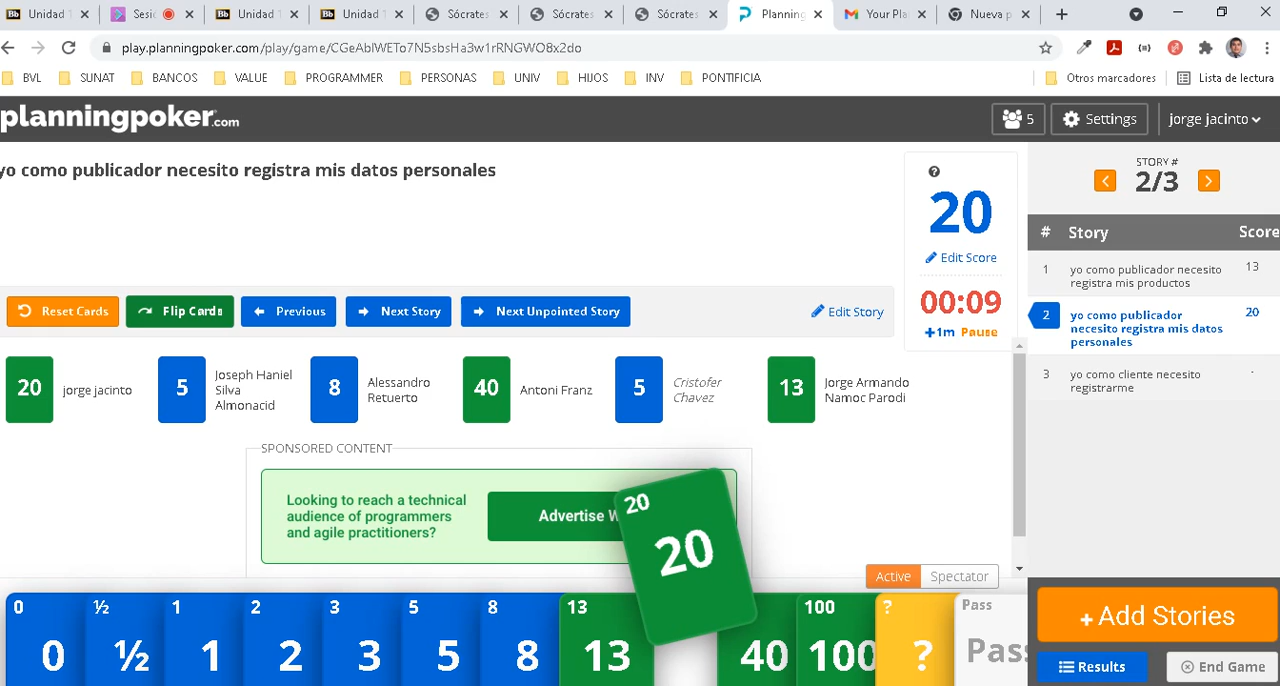 Unidad 1
Sesi
Unidad 1
Unidad 1
Sócrates
Sócrates
Sócrates
Planning
Your Pla
Nueva p
play.planningpoker.com/play/game/CGeAblWETo7N5sbsHa3w1rRNGWO8x2do
BVL
SUNAT
BANCOS
VALUE
PROGRAMMER
PERSONAS
UNIV
HIJOS
INV
PONTIFICIA
Otros marcadores
Lista de lectura
planningpoker.com
5
Settings
jorge jacinto
yo como publicador necesito registra mis datos personales
20
Edit Score
00:09
+1m Pause
Reset Cards
Flip Cards
Previous
Next Story
Next Unpointed Story
Edit Story
20
jorge jacinto
5
Joseph Haniel
Silva
Almonacid
8
Alessandro
Retuerto
40
Antoni Franz
5
Cristofer
Chavez
13
Jorge Armando
Namoc Parodi
SPONSORED CONTENT
Looking to reach a technical
audience of programmers
and agile practitioners?
Advertise W
20
20
Active
Spectator
0
0
½
½
1
1
2
2
3
3
5
5
8
8
13
13
40
100
100
?
?
Pass
Pass
STORY #
2/3
# Story Score
1
yo como publicador necesito
registra mis productos
13
2
yo como publicador
necesito registra mis datos
personales
20
3
yo como cliente necesito
registrarme
-
+ Add Stories
Results
End Game